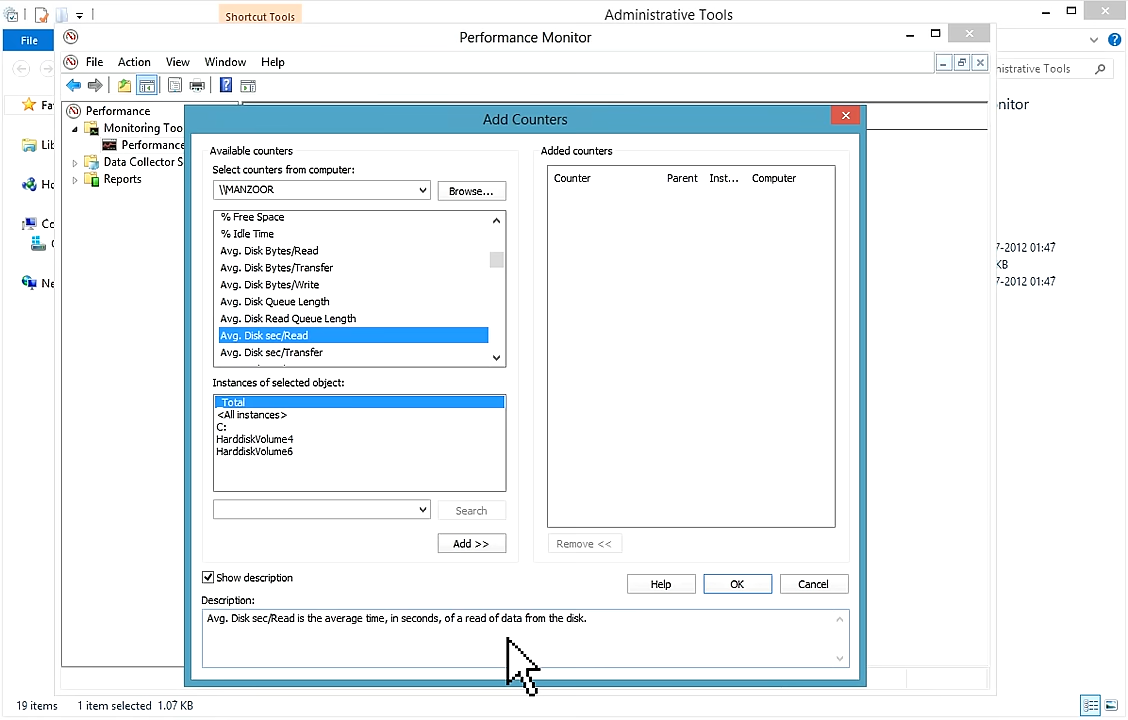 Shortcut Tools
Administrative Tools
File
Performance Monitor
File Action View Window Help
Administrative Tools
Performance
Monitoring Too
Performance
Data Collector S
Reports
Fa
Lib
Ho
Co
Ne
Add Counters
Available counters
Select counters from computer:
\\MANZOOR
Browse...
% Free Space
% Idle Time
Avg. Disk Bytes/Read
Avg. Disk Bytes/Transfer
Avg. Disk Bytes/Write
Avg. Disk Queue Length
Avg. Disk Read Queue Length
Avg. Disk sec/Read
Avg. Disk sec/Transfer
Instances of selected object:
_Total
<All instances>
C:
HarddiskVolume4
HarddiskVolume6
Search
Add >>
Added counters
Counter Parent Inst... Computer
Remove <<
Show description
Help OK Cancel
Description:
Avg. Disk sec/Read is the average time, in seconds, of a read of data from the disk.
nitor
7-2012 01:47
KB
7-2012 01:47
19 items 1 item selected 1.07 KB